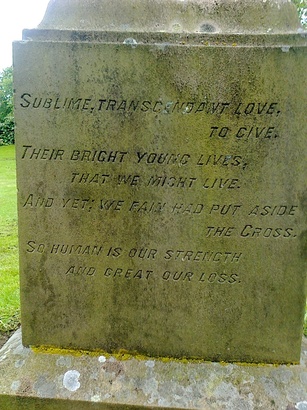 SUBLIME, TRANSCENDANT LOVE.
TO GIVE.
THEIR BRIGHT YOUNG LIVES,
THAT WE MIGHT LIVE.
AND YET; WE FAIN HAD PUT ASIDE
THE CROSS.
SO HUMAN IS OUR STRENGTH
AND GREAT OUR LOSS.